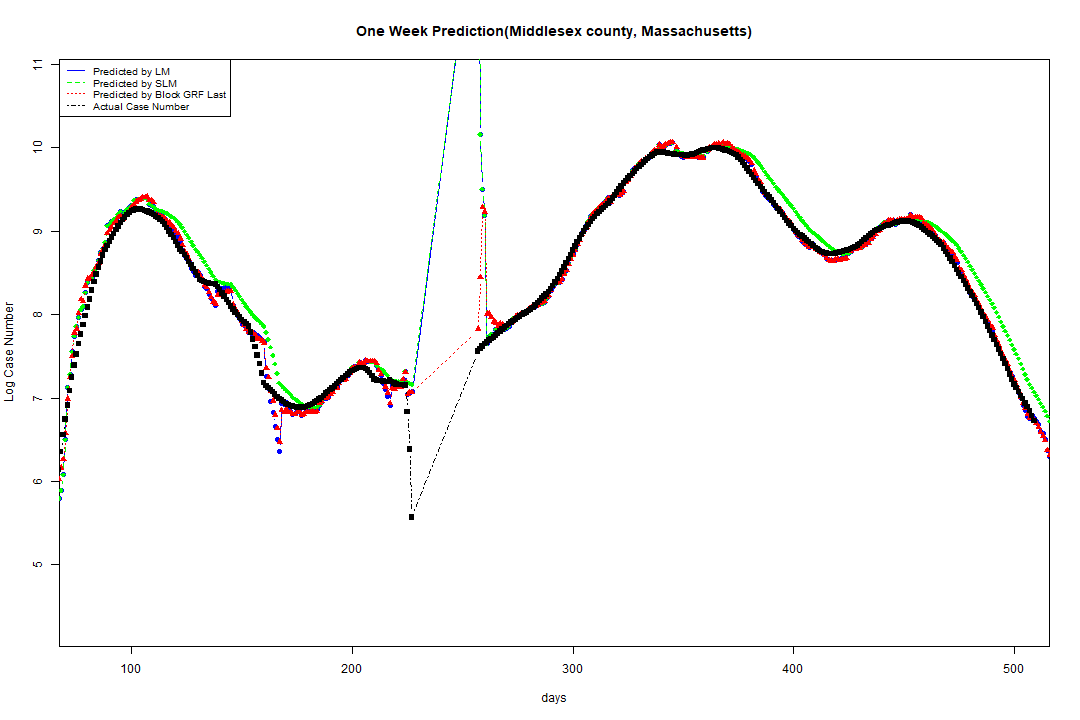 One Week Prediction(Middlesex county, Massachusetts)
Predicted by LM
Predicted by SLM
Predicted by Block GRF Last
Actual Case Number
11
10
9
8
7
6
5
Log Case Number
100 200 300 400 500
days